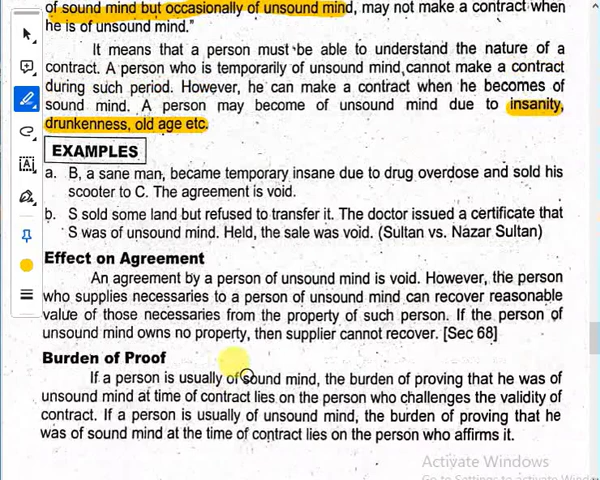 of sound mind but occasionally of unsound mind, may not make a contract when
he is of unsound mind."
It means that a person must be able to understand the nature of a
contract. A person who is temporarily of unsound mind, cannot make a contract
during such period. However, he can make a contract when he becomes of
sound mind. A person may become of unsound mind due to insanity,
drunkenness, old age etc.
EXAMPLES
a. B, a sane man, became temporary insane due to drug overdose and sold his
scooter to C. The agreement is void.
b. S sold some land but refused to transfer it. The doctor issued a certificate that
S was of unsound mind. Held, the sale was void. (Sultan vs. Nazar Sultan)
Effect on Agreement
An agreement by a person of unsound mind is void. However, the person
who supplies necessaries to a person of unsound mind can recover reasonable
value of those necessaries from the property of such person. If the person of
unsound mind owns no property, then supplier cannot recover. [Sec 68]
Burden of Proof
If a person is usually of sound mind, the burden of proving that he was of
unsound mind at time of contract lies on the person who challenges the validity of
contract. If a person is usually of unsound mind, the burden of proving that he
was of sound mind at the time of contract lies on the person who affirms it.
Activate Windows
Go to Settings to activate Windows.